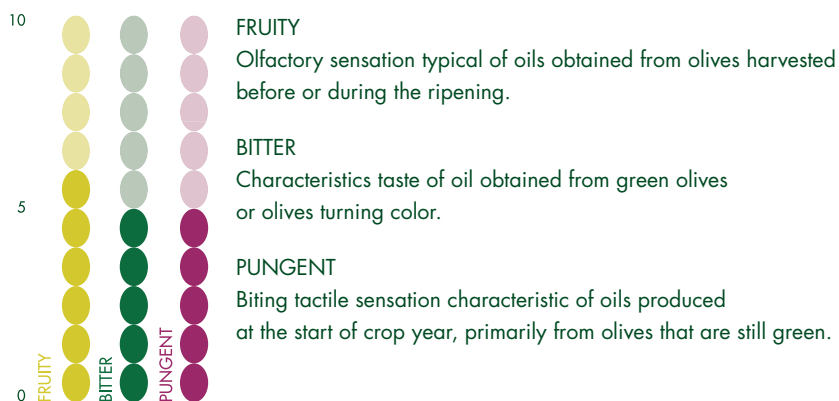 10
5
0
FRUITY
BITTER
PUNGENT
FRUITY
Olfactory sensation typical of oils obtained from olives harvested
before or during the ripening.
BITTER
Characteristics taste of oil obtained from green olives
or olives turning color.
PUNGENT
Biting tactile sensation characteristic of oils produced
at the start of crop year, primarily from olives that are still green.